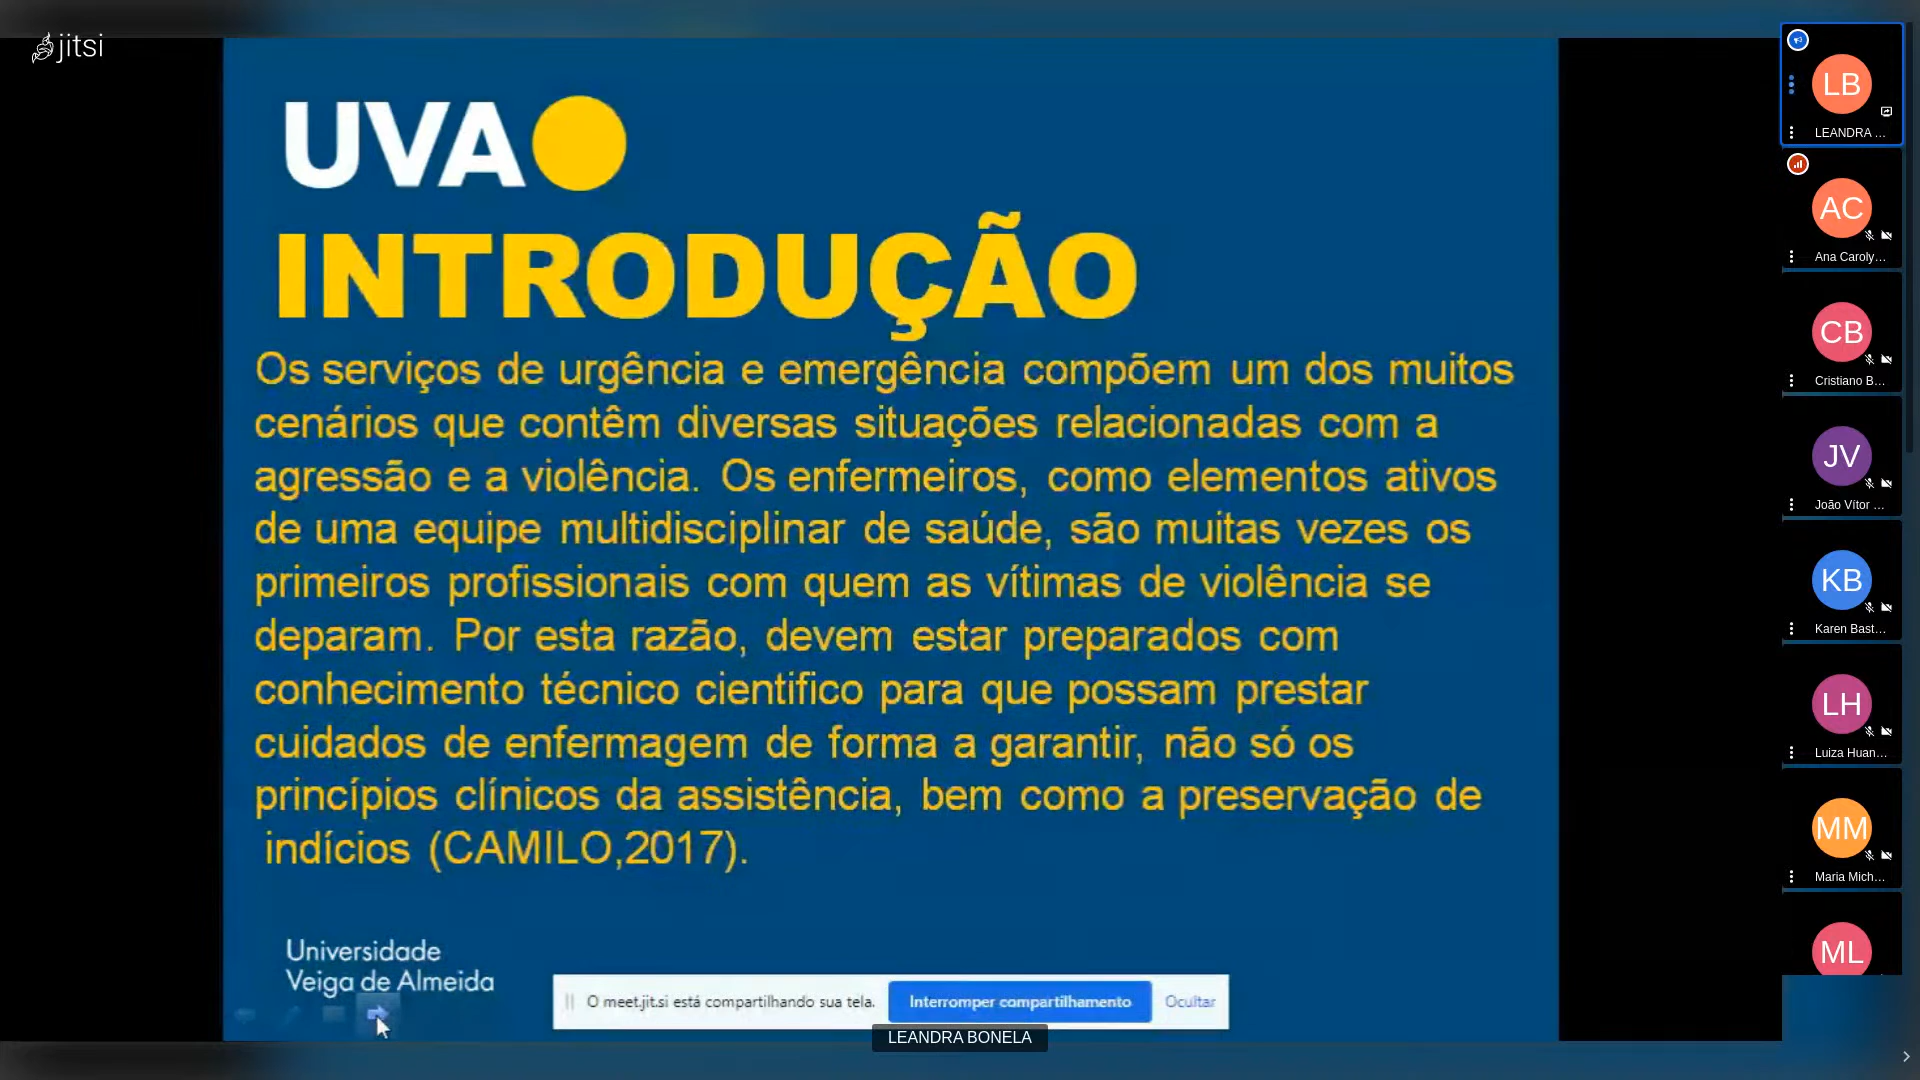 jitsi
UVA
INTRODUÇÃO
Os serviços de urgência e emergência compõem um dos muitos
cenários que contêm diversas situações relacionadas com a
agressão e a violência. Os enfermeiros, como elementos ativos
de uma equipe multidisciplinar de saúde, são muitas vezes os
primeiros profissionais com quem as vítimas de violência se
deparam. Por esta razão, devem estar preparados com
conhecimento técnico cientifico para que possam prestar
cuidados de enfermagem de forma a garantir, não só os
princípios clínicos da assistência, bem como a preservação de
indícios (CAMILO,2017).
Universidade
Veiga de Almeida
O meet.jit.si está compartilhando sua tela.
Interromper compartilhamento
Ocultar
LEANDRA BONELA
LB
LEANDRA ...
AC
Ana Caroly...
CB
Cristiano B...
JV
João Vítor ...
KB
Karen Bast...
LH
Luiza Huan...
MM
Maria Mich...
ML